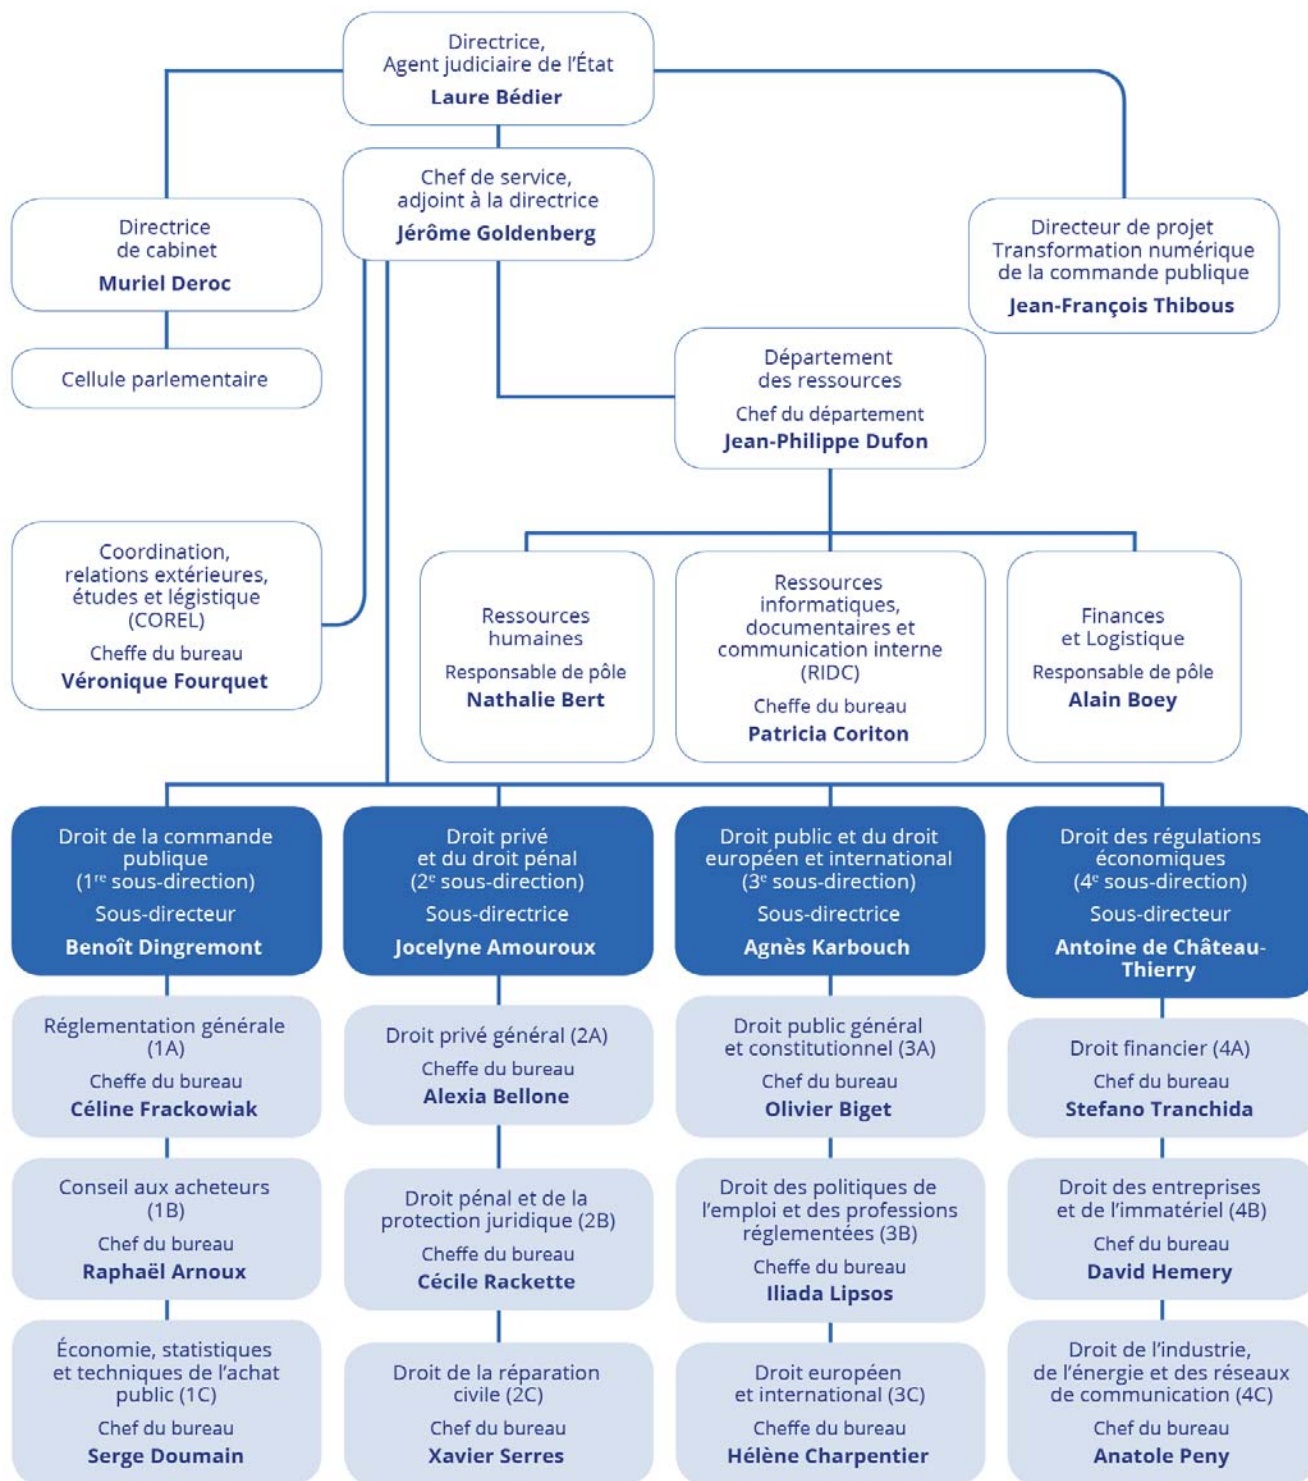 Directrice,
Agent judiciaire de l'État
Laure Bédier
Chef de service,
adjoint à la directrice
Jérôme Goldenberg
Directrice
de cabinet
Muriel Deroc
Directeur de projet
Transformation numérique
de la commande publique
Jean-François Thibous
Cellule parlementaire
Département
des ressources
Chef du département
Jean-Philippe Dufon
Coordination,
relations extérieures,
études et légistique
(COREL)
Cheffe du bureau
Véronique Fourquet
Ressources
humaines
Responsable de pôle
Nathalie Bert
Ressources
informatiques,
documentaires et
communication interne
(RIDC)
Cheffe du bureau
Patricia Coriton
Finances
et Logistique
Responsable de pôle
Alain Boey
Droit de la commande
publique
(1re sous-direction)
Sous-directeur
Benoît Dingremont
Droit privé
et du droit pénal
(2e sous-direction)
Sous-directrice
Jocelyne Amouroux
Droit public et du droit
européen et international
(3e sous-direction)
Sous-directrice
Agnès Karbouch
Droit des régulations
économiques
(4e sous-direction)
Sous-directeur
Antoine de Château-
Thierry
Réglementation générale
(1A)
Cheffe du bureau
Céline Frackowiak
Droit privé général (2A)
Cheffe du bureau
Alexia Bellone
Droit public général
et constitutionnel (3A)
Chef du bureau
Olivier Biget
Droit financier (4A)
Chef du bureau
Stefano Tranchida
Conseil aux acheteurs
(1B)
Chef du bureau
Raphaël Arnoux
Droit pénal et de la
protection juridique (2B)
Cheffe du bureau
Cécile Rackette
Droit des politiques de
l'emploi et des professions
réglementées (3B)
Cheffe du bureau
Iliada Lipsos
Droit des entreprises
et de l'immatériel (4B)
Chef du bureau
David Hemery
Économie, statistiques
et techniques de l'achat
public (1C)
Chef du bureau
Serge Doumain
Droit de la réparation
civile (2C)
Chef du bureau
Xavier Serres
Droit européen
et international (3C)
Cheffe du bureau
Hélène Charpentier
Droit de l'industrie,
de l'énergie et des réseaux
de communication (4C)
Chef du bureau
Anatole Peny